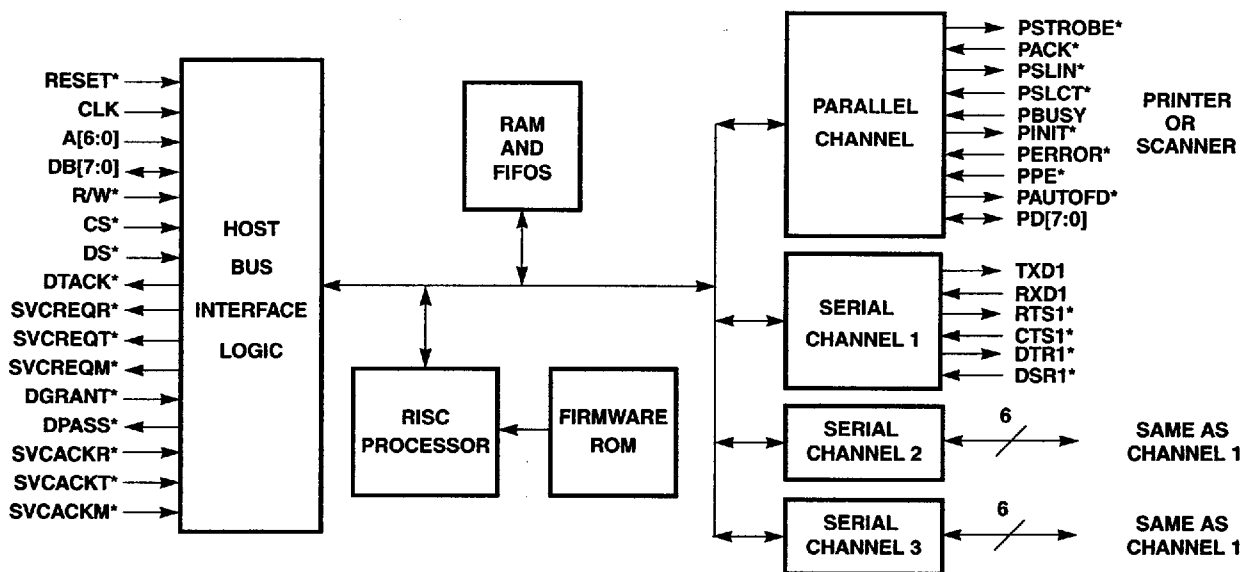 RESET*
CLK
A[6:0]
DB[7:0]
R/W*
CS*
DS*
DTACK*
SVCREQR*
SVCREQT*
SVCREQM*
DGRANT*
DPASS*
SVCACKR*
SVCACKT*
SVCACKM*
HOST
BUS
INTERFACE
LOGIC
RAM
AND
FIFOS
RISC
PROCESSOR
FIRMWARE
ROM
PARALLEL
CHANNEL
PSTROBE*
PACK*
PSLIN*
PSLCT*
PBUSY
PINIT*
PERROR*
PPE*
PAUTOFD*
PD[7:0]
PRINTER
OR
SCANNER
SERIAL
CHANNEL 1
TXD1
RXD1
RTS1*
CTS1*
DTR1*
DSR1*
SERIAL
CHANNEL 2
6
SAME AS
CHANNEL 1
SERIAL
CHANNEL 3
6
SAME AS
CHANNEL 1